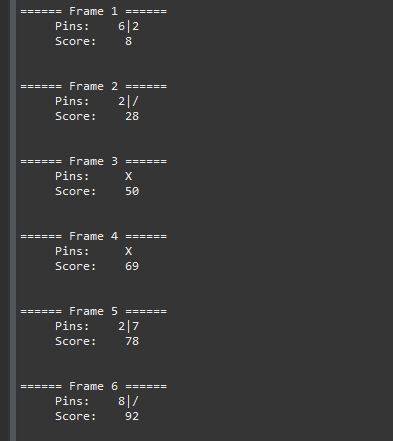 ====== Frame 1 ======
Pins: 6|2
Score: 8
====== Frame 2 ======
Pins: 2|/
Score: 28
====== Frame 3 ======
Pins: X
Score: 50
====== Frame 4 ======
Pins: X
Score: 69
====== Frame 5 ======
Pins: 2|7
Score: 78
====== Frame 6 ======
Pins: 8|/
Score: 92